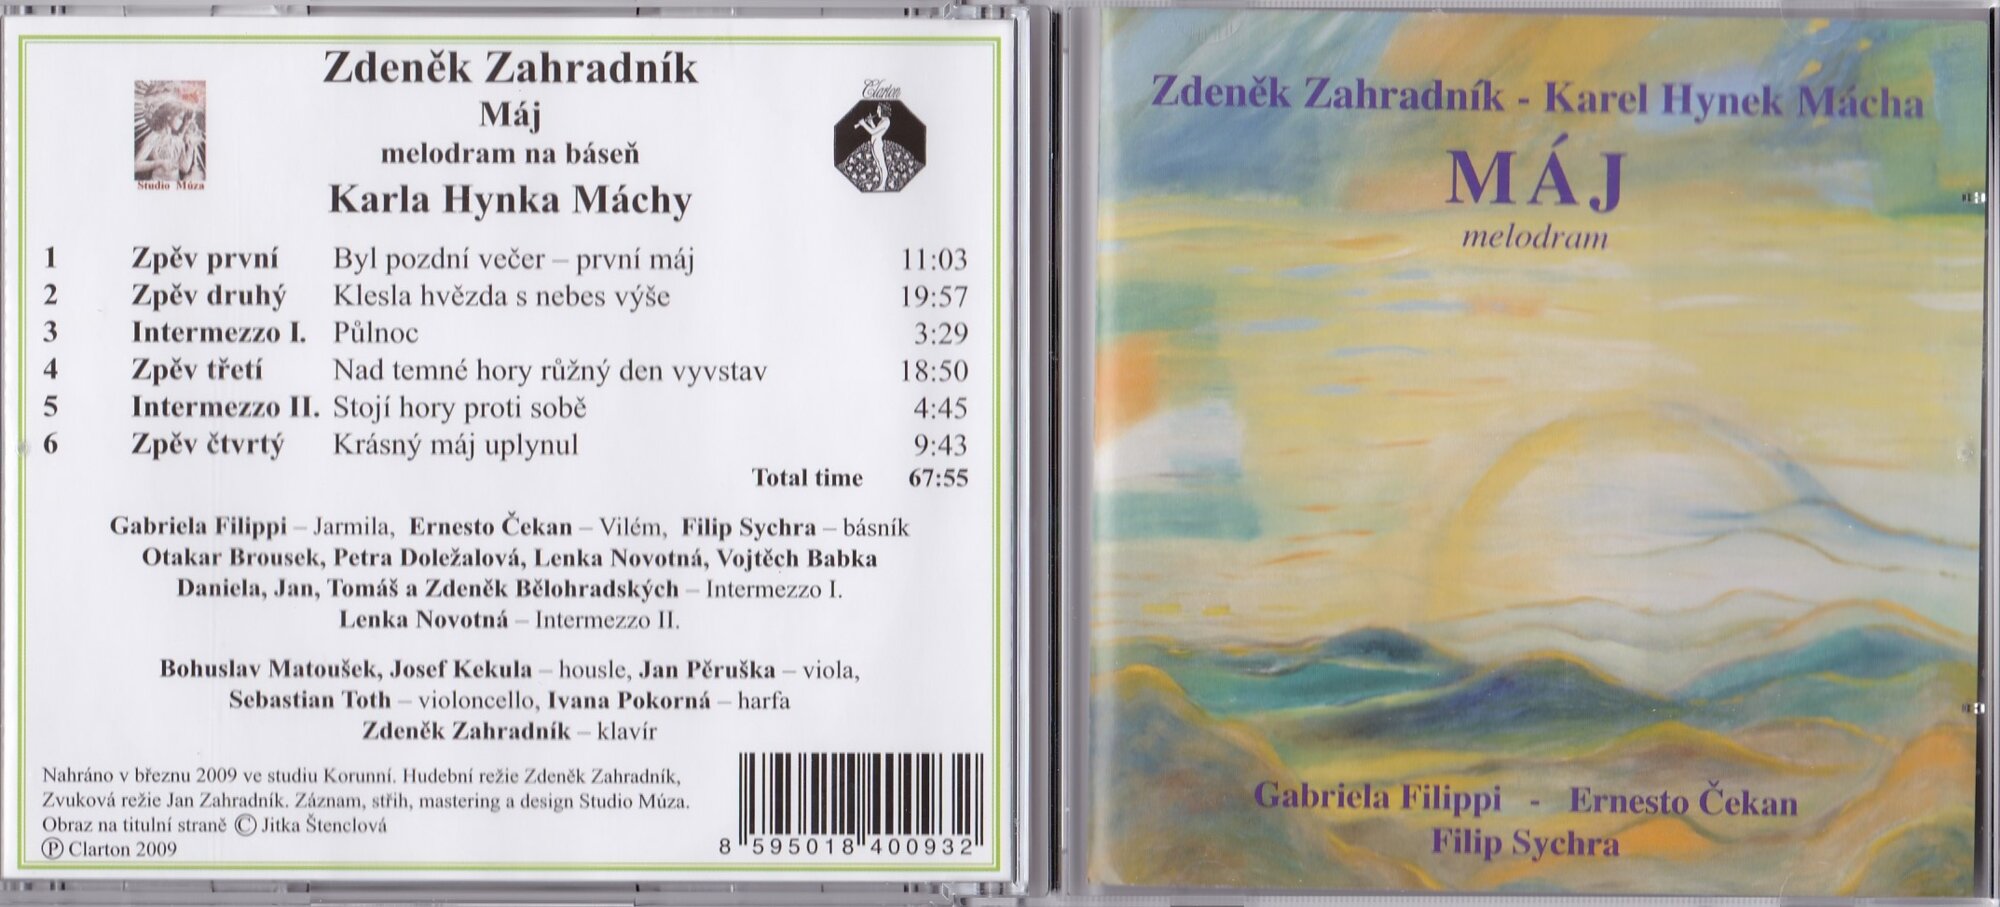 Zdeněk Zahradník
Máj
melodram na báseň
Karla Hynka Máchy
Studio Múza
Clarton
1 Zpěv první Byl pozdní večer – první máj 11:03
2 Zpěv druhý Klesla hvězda s nebes výše 19:57
3 Intermezzo I. Půlnoc 3:29
4 Zpěv třetí Nad temné hory růžný den vyvstav 18:50
5 Intermezzo II. Stojí hory proti sobě 4:45
6 Zpěv čtvrtý Krásný máj uplynul 9:43
Total time 67:55
Gabriela Filippi – Jarmila, Ernesto Čekan – Vilém, Filip Sychra – básník
Otakar Brousek, Petra Doležalová, Lenka Novotná, Vojtěch Babka
Daniela, Jan, Tomáš a Zdeněk Bělohradských – Intermezzo I.
Lenka Novotná – Intermezzo II.
Bohuslav Matoušek, Josef Kekula – housle, Jan Pěruška – viola,
Sebastian Toth – violoncello, Ivana Pokorná – harfa
Zdeněk Zahradník – klavír
Nahráno v březnu 2009 ve studiu Korunní. Hudební režie Zdeněk Zahradník,
Zvuková režie Jan Zahradník. Záznam, střih, mastering a design Studio Múza.
Obraz na titulní straně © Jitka Štenclová
℗ Clarton 2009
8 595018 400932
Zdeněk Zahradník - Karel Hynek Mácha
MÁJ
melodram
Gabriela Filippi - Ernesto Čekan
Filip Sychra